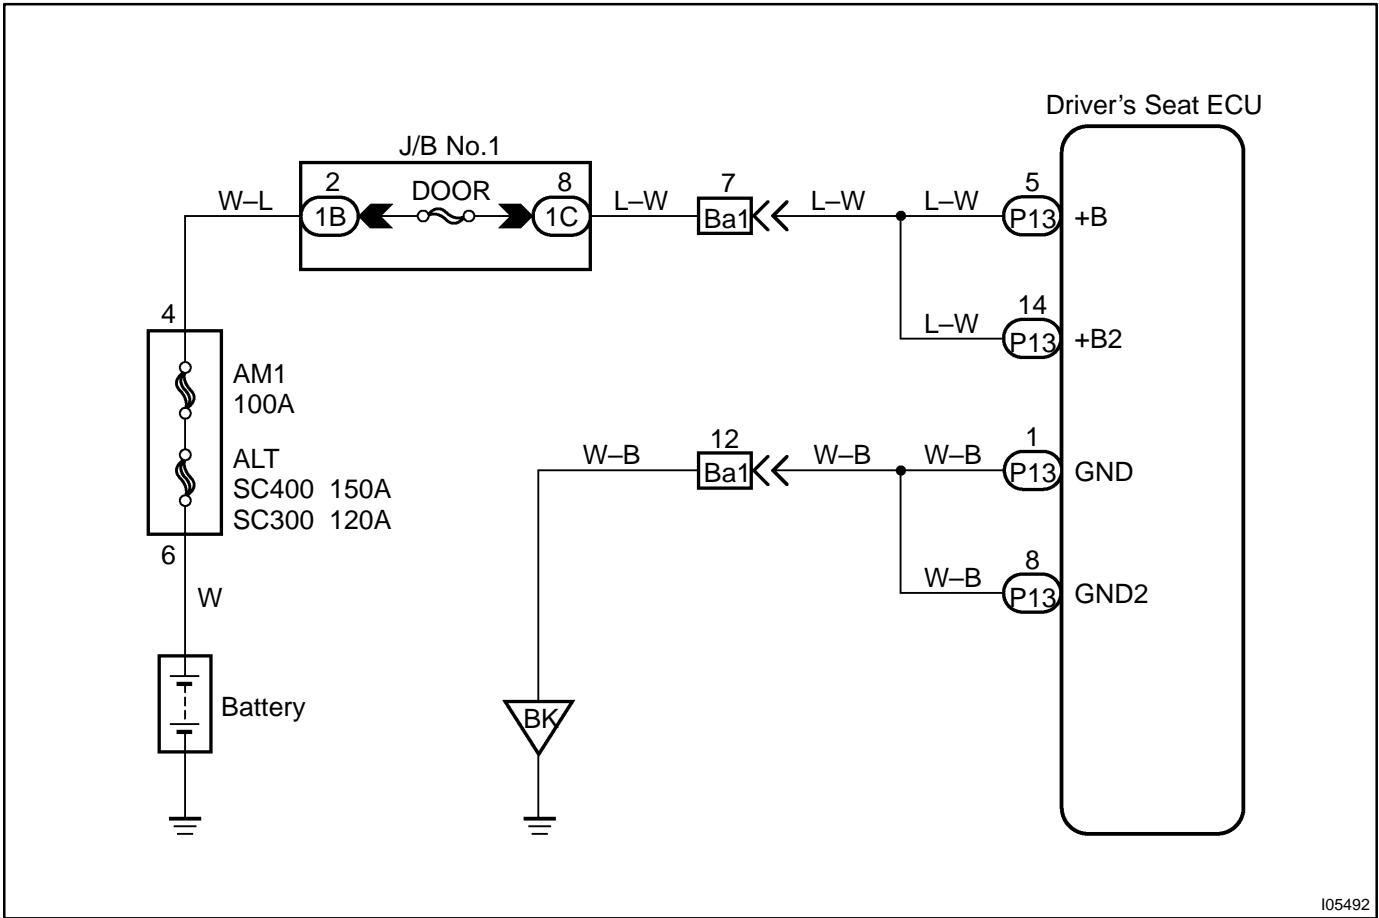 Driver's Seat ECU
J/B No.1
2 DOOR 8 7 5
W–L 1B 1C L–W Ba1 L–W L–W P13 +B
14
L–W P13 +B2
4
AM1
100A
ALT
SC400 150A
SC300 120A
6
W
12 1
W–B Ba1 W–B W–B P13 GND
8
W–B P13 GND2
Battery
BK
I05492